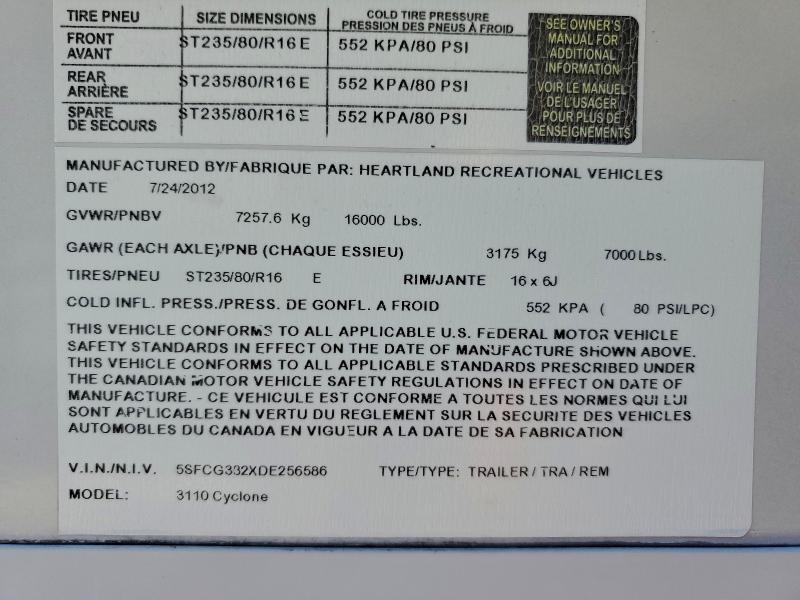 TIRE PNEU SIZE DIMENSIONS COLD TIRE PRESSURE
PRESSION DES PNEUS À FROID
FRONT
AVANT ST235/80/R16 E 552 KPA/80 PSI
REAR
ARRIÈRE ST235/80/R16 E 552 KPA/80 PSI
SPARE
DE SECOURS ST235/80/R16 E 552 KPA/80 PSI
SEE OWNER'S
MANUAL FOR
ADDITIONAL
INFORMATION
VOIR LE MANUEL
DE L'USAGER
POUR PLUS DE
RENSEIGNEMENTS
MANUFACTURED BY/FABRIQUE PAR: HEARTLAND RECREATIONAL VEHICLES
DATE 7/24/2012
GVWR/PNBV 7257.6 Kg 16000 Lbs.
GAWR (EACH AXLE)/PNB (CHAQUE ESSIEU) 3175 Kg 7000 Lbs.
TIRES/PNEU ST235/80/R16 E RIM/JANTE 16 x 6J
COLD INFL. PRESS./PRESS. DE GONFL. A FROID 552 KPA ( 80 PSI/LPC)
THIS VEHICLE CONFORMS TO ALL APPLICABLE U.S. FEDERAL MOTOR VEHICLE
SAFETY STANDARDS IN EFFECT ON THE DATE OF MANUFACTURE SHOWN ABOVE.
THIS VEHICLE CONFORMS TO ALL APPLICABLE STANDARDS PRESCRIBED UNDER
THE CANADIAN MOTOR VEHICLE SAFETY REGULATIONS IN EFFECT ON DATE OF
MANUFACTURE. - CE VEHICULE EST CONFORME A TOUTES LES NORMES QUI LUI
SONT APPLICABLES EN VERTU DU REGLEMENT SUR LA SECURITE DES VEHICLES
AUTOMOBLES DU CANADA EN VIGUEUR A LA DATE DE SA FABRICATION
V.I.N./N.I.V. 5SFCG332XDE256586 TYPE/TYPE: TRAILER / TRA / REM
MODEL: 3110 Cyclone